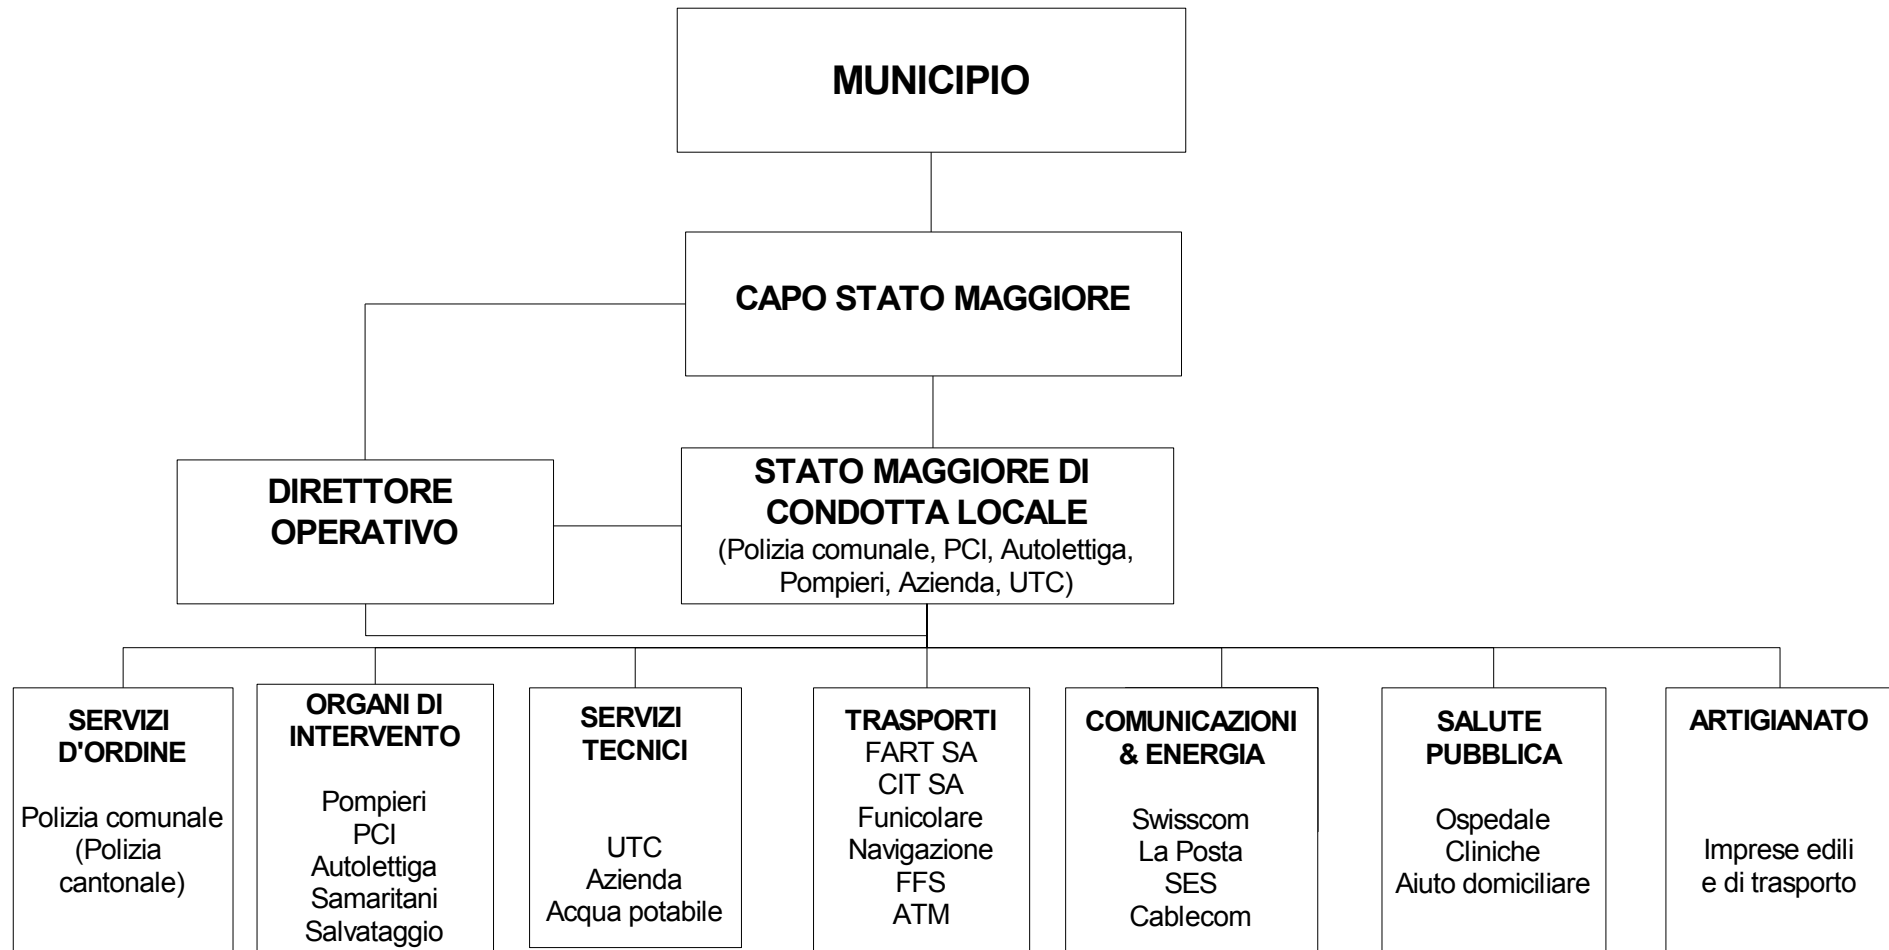 MUNICIPIO
CAPO STATO MAGGIORE
DIRETTORE
OPERATIVO
STATO MAGGIORE DI
CONDOTTA LOCALE
(Polizia comunale, PCI, Autolettiga,
Pompieri, Azienda, UTC)
SERVIZI
D'ORDINE
Polizia comunale
(Polizia
cantonale)
ORGANI DI
INTERVENTO
Pompieri
PCI
Autolettiga
Samaritani
Salvataggio
SERVIZI
TECNICI
UTC
Azienda
Acqua potabile
TRASPORTI
FART SA
CIT SA
Funicolare
Navigazione
FFS
ATM
COMUNICAZIONI
& ENERGIA
Swisscom
La Posta
SES
Cablecom
SALUTE
PUBBLICA
Ospedale
Cliniche
Aiuto domiciliare
ARTIGIANATO
Imprese edili
e di trasporto